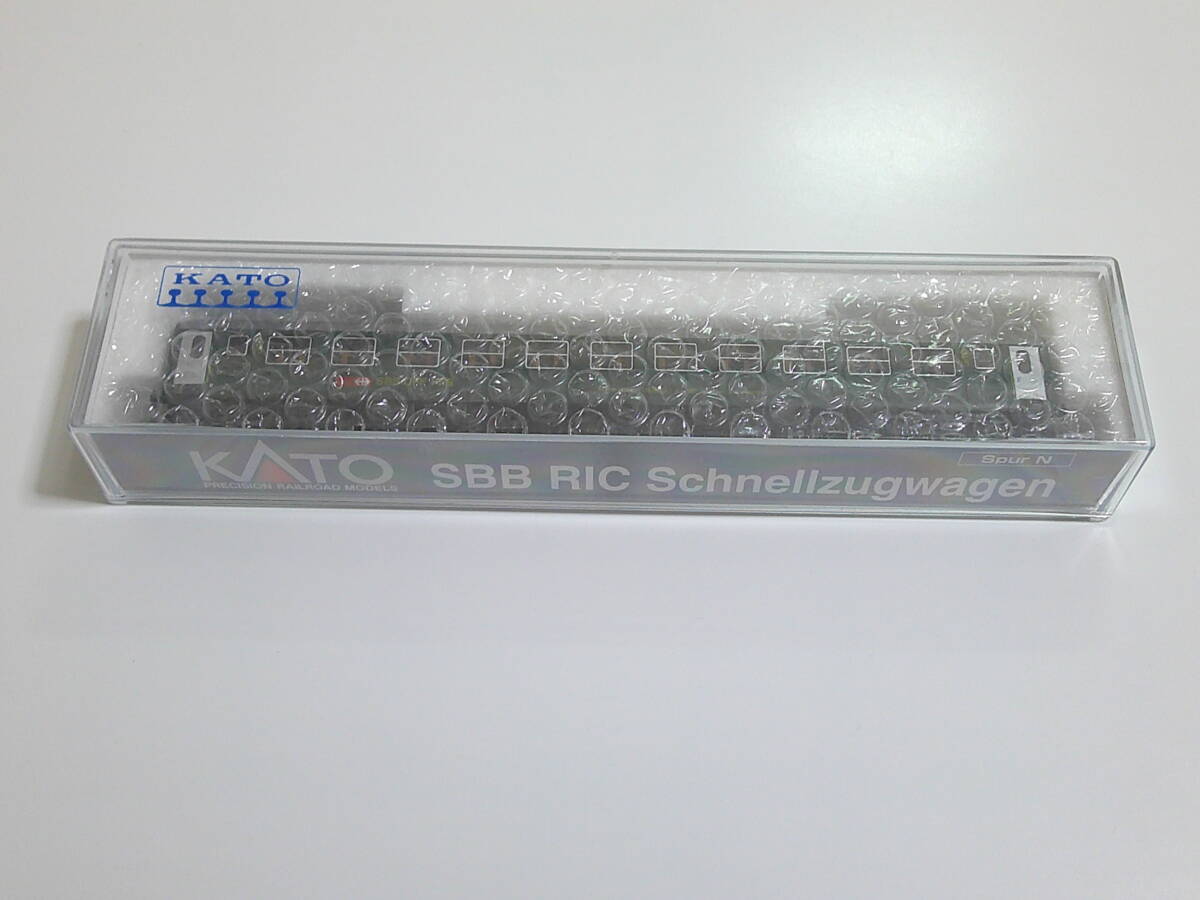 KATO
KATO
PRECISION RAILROAD MODELS
SBB RIC Schnellzugwagen
Spur N